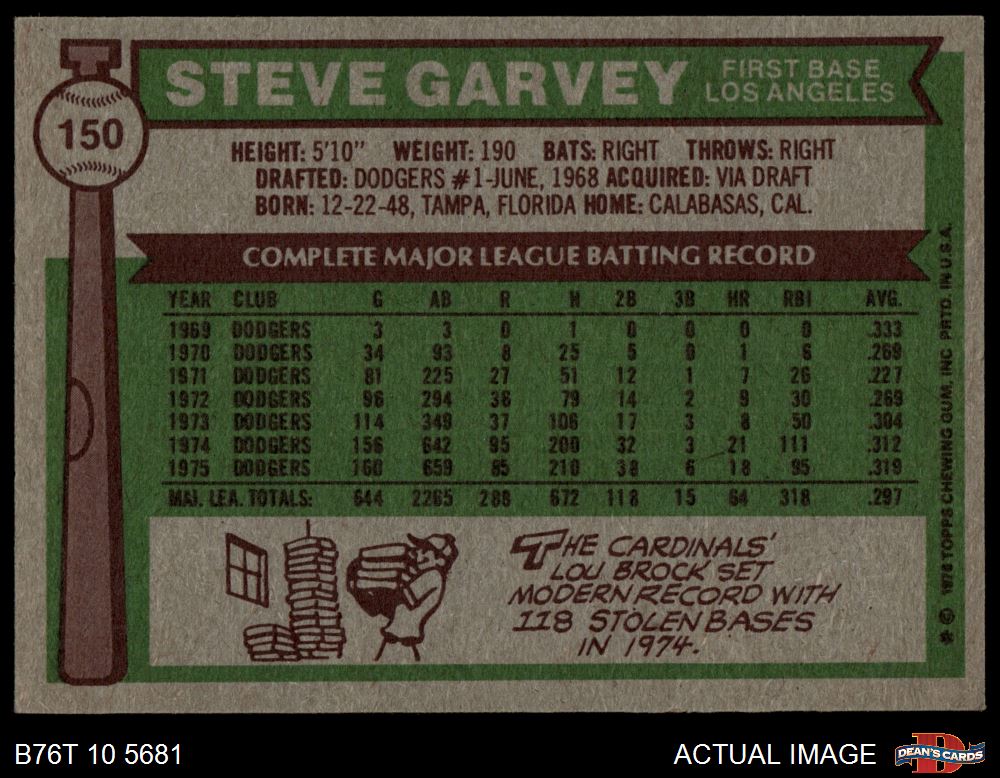 150
STEVE GARVEY
FIRST BASE
LOS ANGELES
HEIGHT: 5'10" WEIGHT: 190 BATS: RIGHT THROWS: RIGHT
DRAFTED: DODGERS #1-JUNE, 1968 ACQUIRED: VIA DRAFT
BORN: 12-22-48, TAMPA, FLORIDA HOME: CALABASAS, CAL.
COMPLETE MAJOR LEAGUE BATTING RECORD
YEAR CLUB G AB R H 2B 3B HR RBI AVG.
1969 DODGERS 3 3 0 1 0 0 0 0 .333
1970 DODGERS 34 93 8 25 5 0 1 6 .269
1971 DODGERS 81 225 27 51 12 1 7 26 .227
1972 DODGERS 96 294 36 79 14 2 9 30 .269
1973 DODGERS 114 349 37 106 17 3 8 50 .304
1974 DODGERS 156 642 95 200 32 3 21 111 .312
1975 DODGERS 160 659 85 210 38 6 18 95 .319
MAJ. LEA. TOTALS: 644 2265 288 672 118 15 64 318 .297
THE CARDINALS'
LOU BROCK SET
MODERN RECORD WITH
118 STOLEN BASES
IN 1974.
* © 1976 TOPPS CHEWING GUM, INC PRTD. IN U.S.A.
B76T 10 5681
ACTUAL IMAGE
D
DEAN'S CARDS